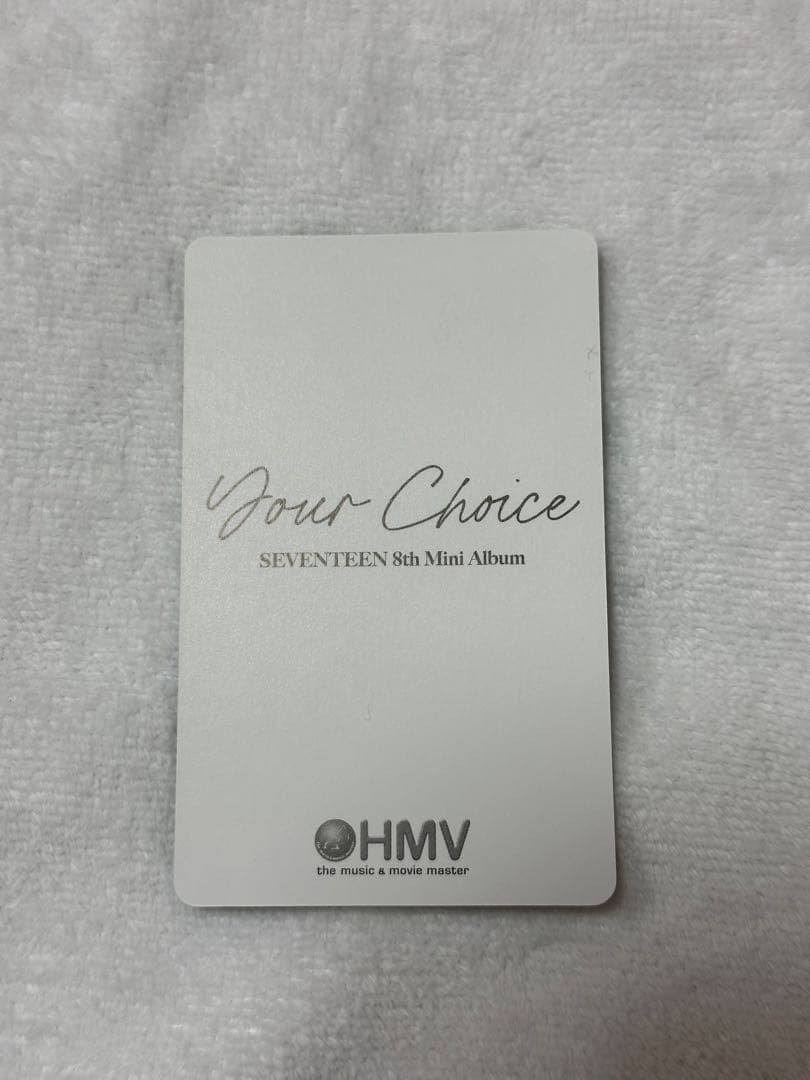 Your Choice
SEVENTEEN 8th Mini Album
HMV
the music & movie master